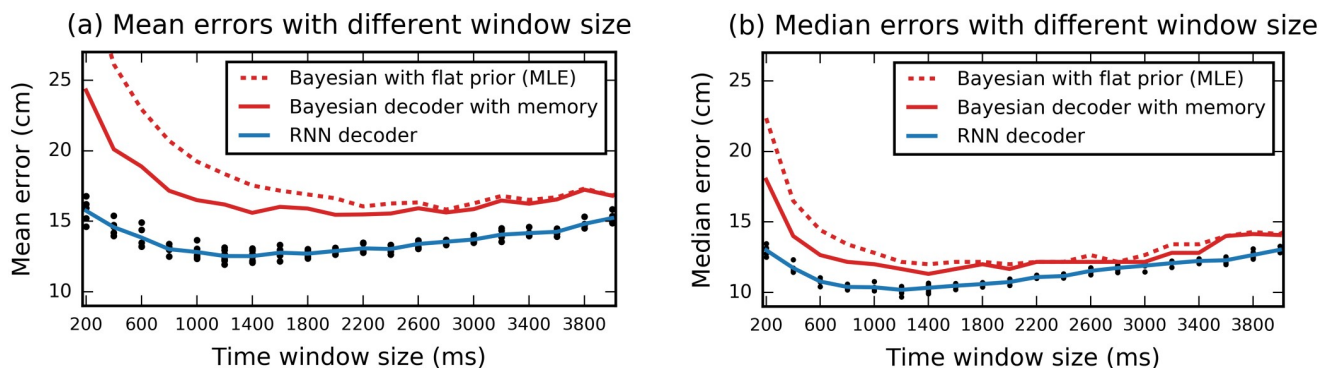 (a) Mean errors with different window size
25
20
15
10
Mean error (cm)
Bayesian with flat prior (MLE)
Bayesian decoder with memory
RNN decoder
200 600 1000 1400 1800 2200 2600 3000 3400 3800
Time window size (ms)
(b) Median errors with different window size
25
20
15
10
Median error (cm)
Bayesian with flat prior (MLE)
Bayesian decoder with memory
RNN decoder
200 600 1000 1400 1800 2200 2600 3000 3400 3800
Time window size (ms)